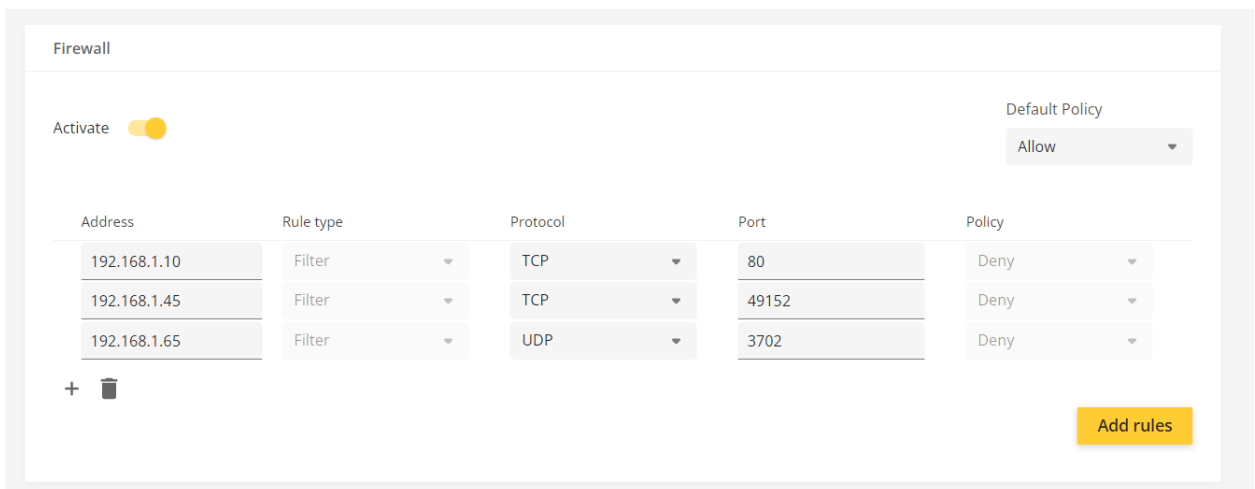 Firewall
Default Policy
Activate
Allow
Address Rule type Protocol Port Policy
192.168.1.10 Filter TCP 80 Deny
192.168.1.45 Filter TCP 49152 Deny
192.168.1.65 Filter UDP 3702 Deny
+
Add rules